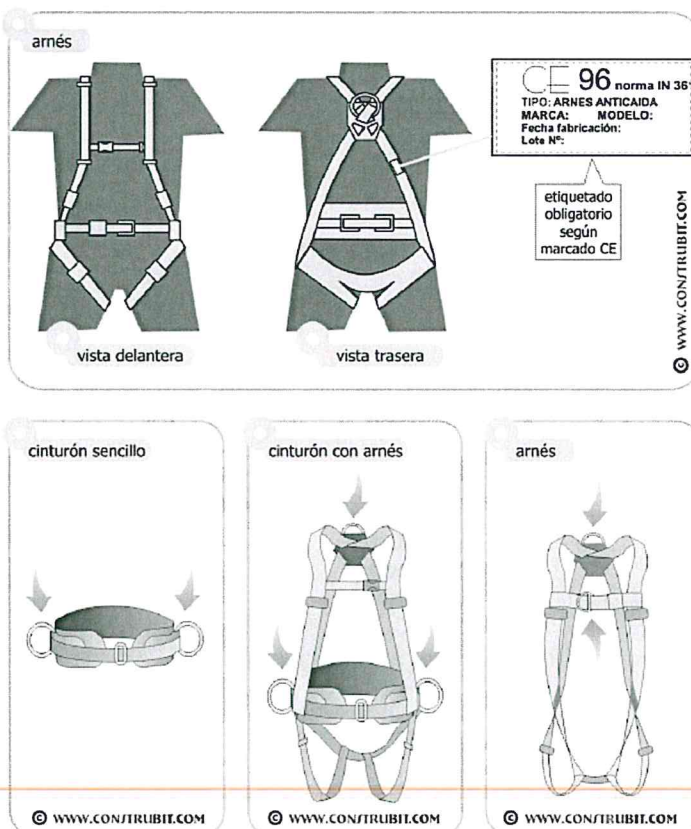 arnés
CE 96 norma IN 361
TIPO: ARNES ANTICAIDA
MARCA: MODELO:
Fecha fabricación:
Lote Nº:
etiquetado
obligatorio
según
marcado CE
vista delantera
vista trasera
© WWW.CONSTRUBIT.COM
cinturón sencillo
cinturón con arnés
arnés
© WWW.CONSTRUBIT.COM
© WWW.CONSTRUBIT.COM
© WWW.CONSTRUBIT.COM